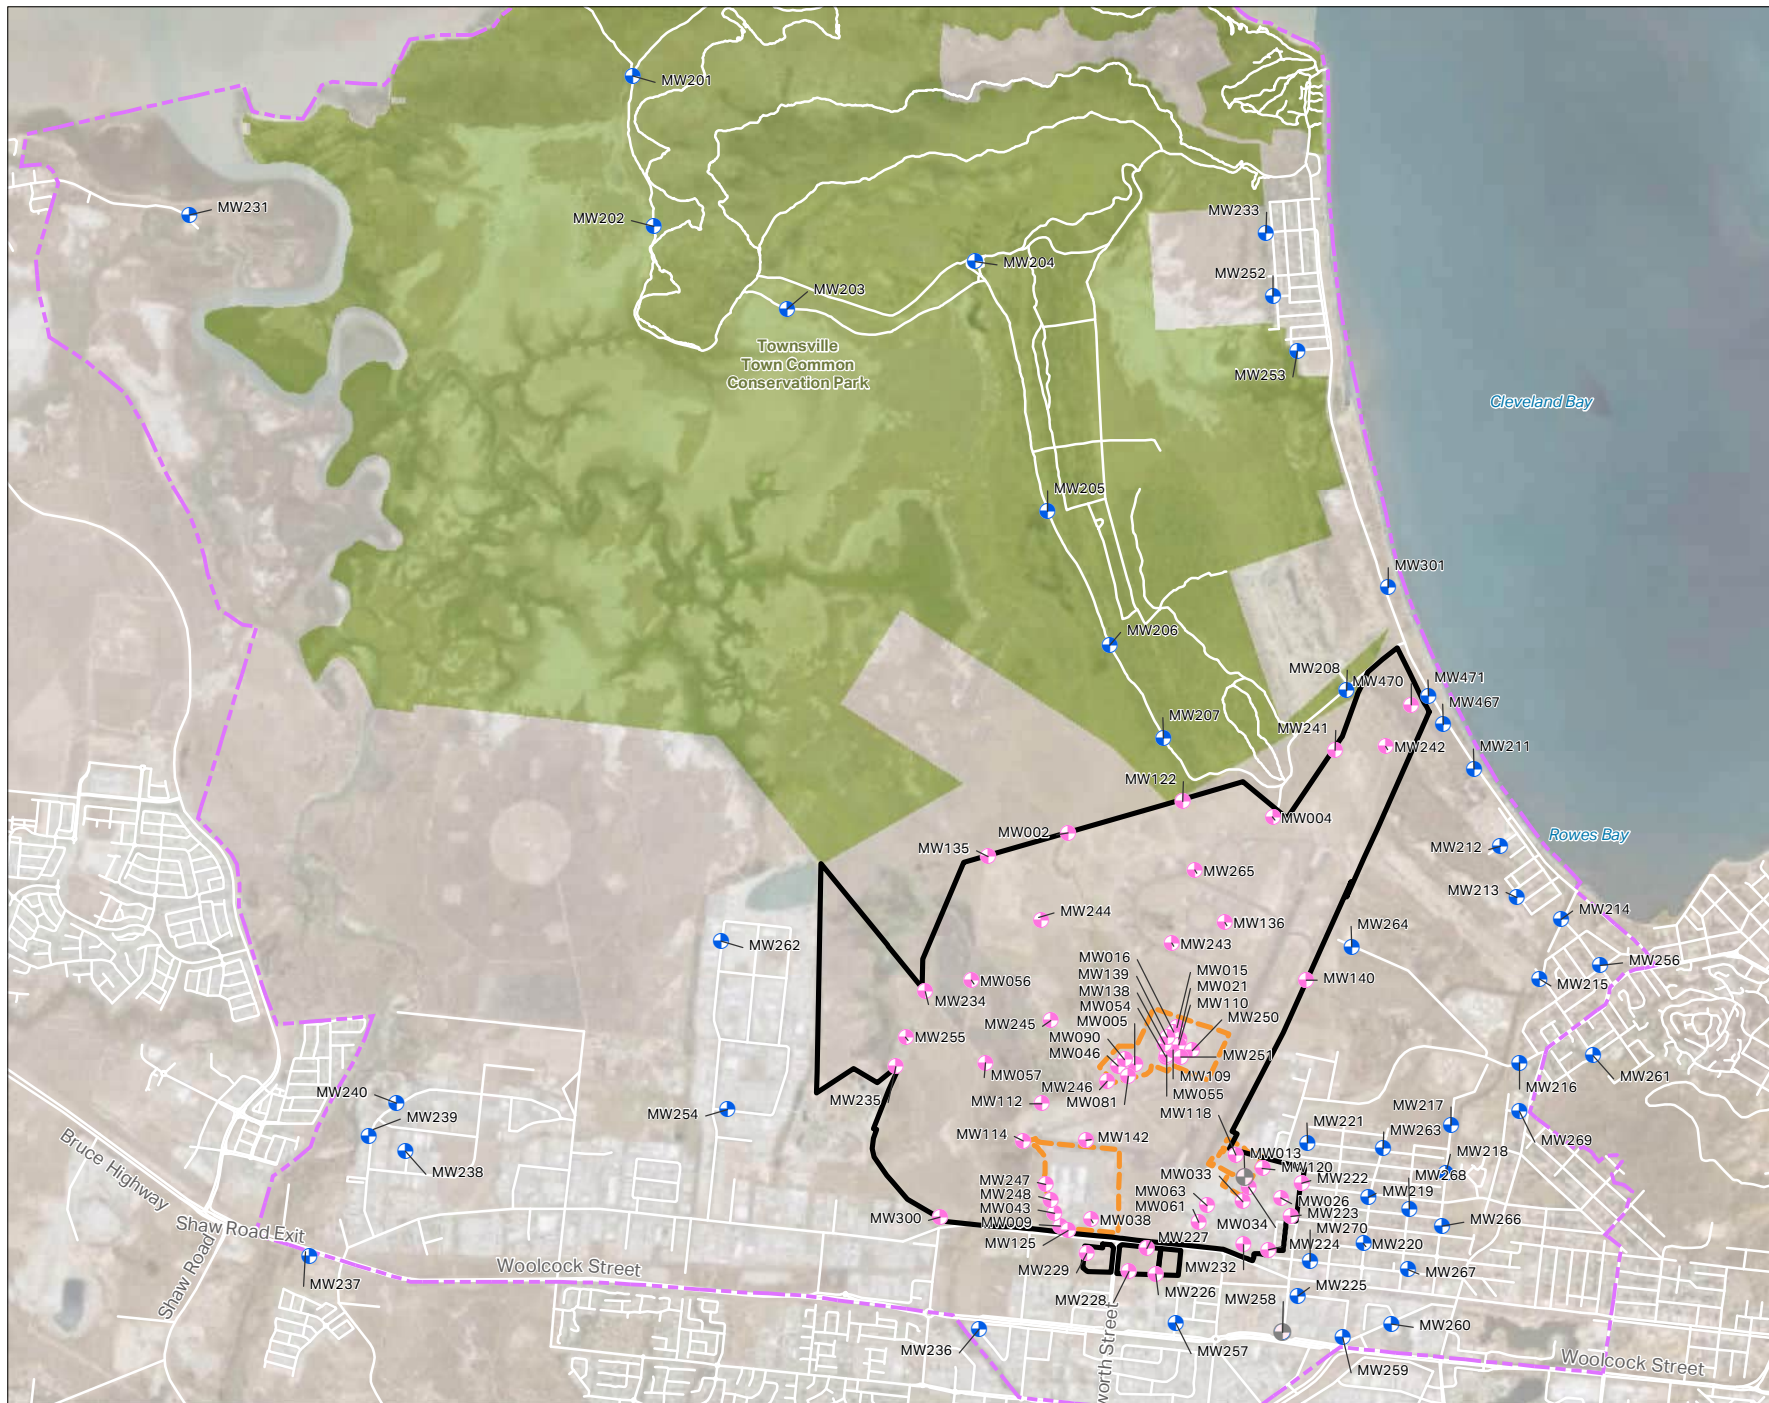 MW201
MW231
MW202
MW233
MW204
MW252
MW203
Townsville
Town Common
Conservation Park
MW253
Cleveland Bay
MW205
MW301
MW206
MW208
MW470
MW471
MW467
MW207
MW241
MW242
MW211
MW122
MW004
MW002
Rowes Bay
MW135
MW212
MW265
MW213
MW244
MW136
MW214
MW264
MW262
MW243
MW016
MW256
MW139
MW015
MW056
MW021
MW140
MW215
MW138
MW234
MW110
MW054
MW005
MW250
MW245
MW255
MW090
MW046
MW251
MW057
MW109
MW261
MW246
MW216
MW240
MW235
MW112
MW081
MW055
MW254
MW239
MW118
MW221
MW217
MW114
MW142
MW263
MW269
Bruce Highway
MW238
MW013
MW218
MW120
MW268
MW033
MW222
MW247
MW063
MW219
MW248
MW026
MW043
MW061
MW223
MW300
MW009
MW038
MW034
MW270
MW266
Shaw Road Exit
MW125
MW227
MW224
MW220
Shaw Road
Woolcock Street
MW229
MW232
MW267
MW237
MW228
MW226
MW258
MW225
MW260
MW236
MW257
worth Street
MW259
Woolcock Street